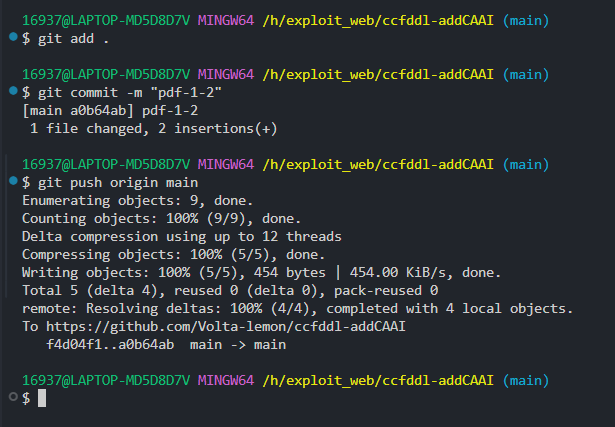 16937@LAPTOP-MD5D8D7V MINGW64 /h/exploit_web/ccfddl-addCAAI (main)
$ git add .
16937@LAPTOP-MD5D8D7V MINGW64 /h/exploit_web/ccfddl-addCAAI (main)
$ git commit -m "pdf-1-2"
[main a0b64ab] pdf-1-2
 1 file changed, 2 insertions(+)
16937@LAPTOP-MD5D8D7V MINGW64 /h/exploit_web/ccfddl-addCAAI (main)
$ git push origin main
Enumerating objects: 9, done.
Counting objects: 100% (9/9), done.
Delta compression using up to 12 threads
Compressing objects: 100% (5/5), done.
Writing objects: 100% (5/5), 454 bytes | 454.00 KiB/s, done.
Total 5 (delta 4), reused 0 (delta 0), pack-reused 0
remote: Resolving deltas: 100% (4/4), completed with 4 local objects.
To https://github.com/Volta-lemon/ccfddl-addCAAI
   f4d04f1..a0b64ab  main -> main
16937@LAPTOP-MD5D8D7V MINGW64 /h/exploit_web/ccfddl-addCAAI (main)
$